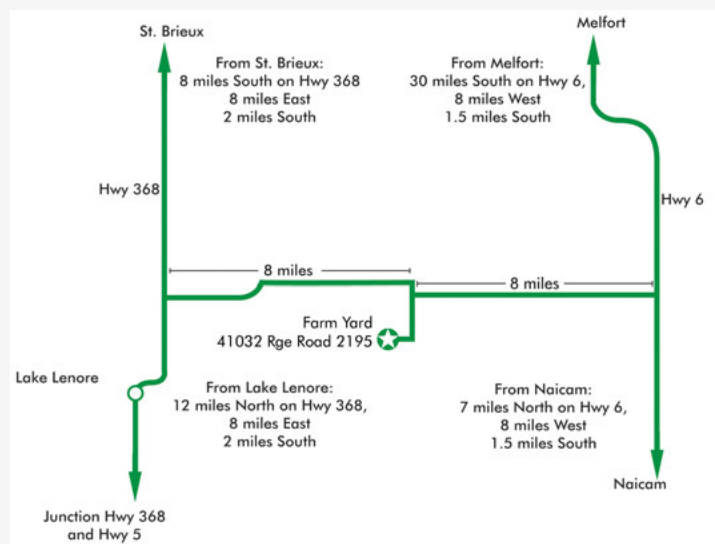 St. Brieux
Melfort
From St. Brieux:
8 miles South on Hwy 368
8 miles East
2 miles South
From Melfort:
30 miles South on Hwy 6,
8 miles West
1.5 miles South
Hwy 368
Hwy 6
8 miles
8 miles
Farm Yard
41032 Rge Road 2195
Lake Lenore
From Lake Lenore:
12 miles North on Hwy 368,
8 miles East
2 miles South
From Naicam:
7 miles North on Hwy 6,
8 miles West
1.5 miles South
Naicam
Junction Hwy 368
and Hwy 5